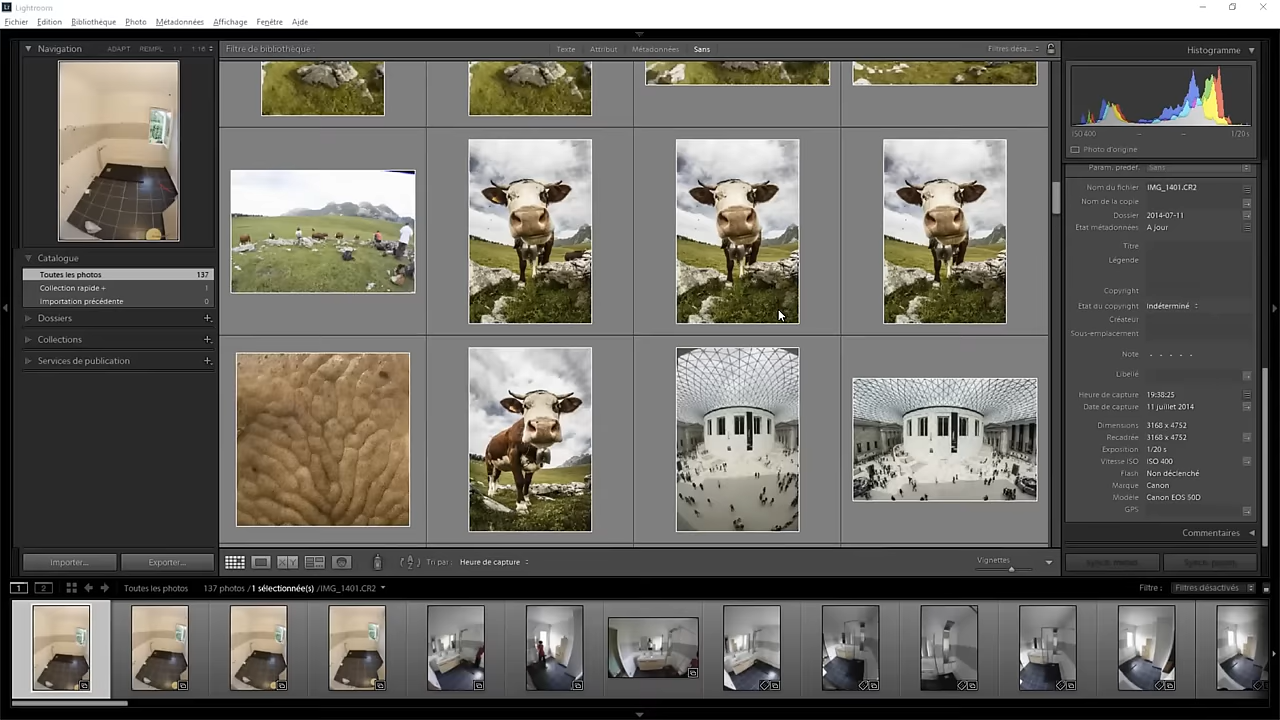 Lightroom
Fichier Edition Bibliothèque Photo Métadonnées Affichage Fenêtre Aide
Navigation ADAPT. REMPL. 1:1 1:16
Filtre de bibliothèque : Texte Attribut Métadonnées Sans Filtres désa...
Histogramme
ISO 400 – – 1/20 s
Photo d'origine
Param. prédéf. Sans
Nom du fichier IMG_1401.CR2
Nom de la copie
Dossier 2014-07-11
Etat métadonnées A jour
Titre
Légende
Copyright
Etat du copyright Indéterminé
Créateur
Sous-emplacement
Note . . . . .
Libellé
Heure de capture 19:38:25
Date de capture 11 juillet 2014
Dimensions 3168 x 4752
Recadrée 3168 x 4752
Exposition 1/20 s
Vitesse ISO ISO 400
Flash Non déclenché
Marque Canon
Modèle Canon EOS 50D
GPS
Commentaires
Catalogue
Toutes les photos 137
Collection rapide + 1
Importation précédente 0
Dossiers
Collections
Services de publication
Importer... Exporter...
Tri par : Heure de capture
Vignettes
1 2 Toutes les photos 137 photos / 1 sélectionnée(s) / IMG_1401.CR2
Filtre : Filtres désactivés